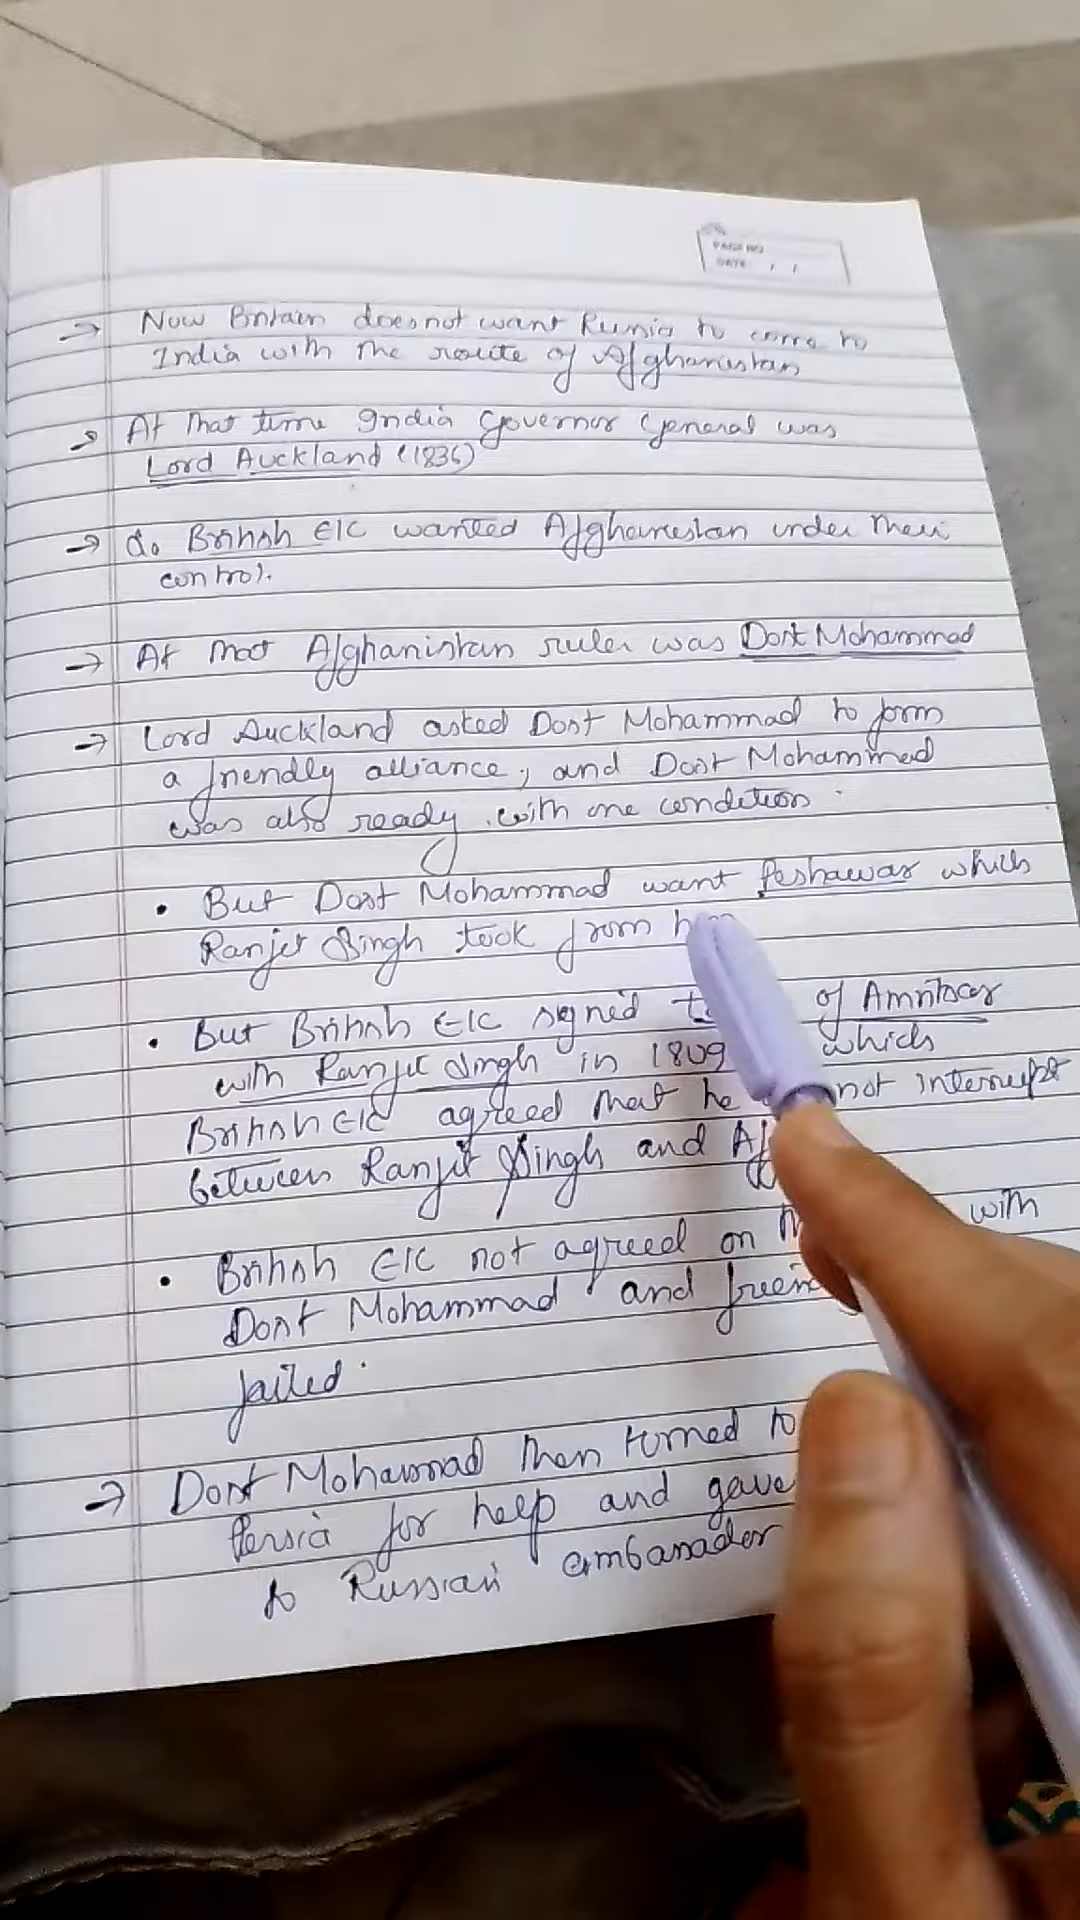 PAGE NO
DATE / /
→ Now Britain does not want Russia to come to
India with the route of Afghanistan
→ At that time India Governor General was
Lord Auckland (1836)
→ So British EIC wanted Afghanestan under their
control.
→ At that Afghanistan ruler was Dost Mohammad
→ Lord Auckland asked Dost Mohammad to form
a friendly alliance, and Dost Mohammed
was also ready with one condition.
• But Dost Mohammad want Peshawar which
Ranjit Singh took from
• But British EIC signed of Amritsar
with Ranjit Singh in 1809 which
British EIC agreed that he not interrupt
between Ranjit Singh and
• British EIC not agreed on with
Dost Mohammad and
failed.
→ Dost Mohammad then turned to
Persia for help and gave
to Russian ambassador